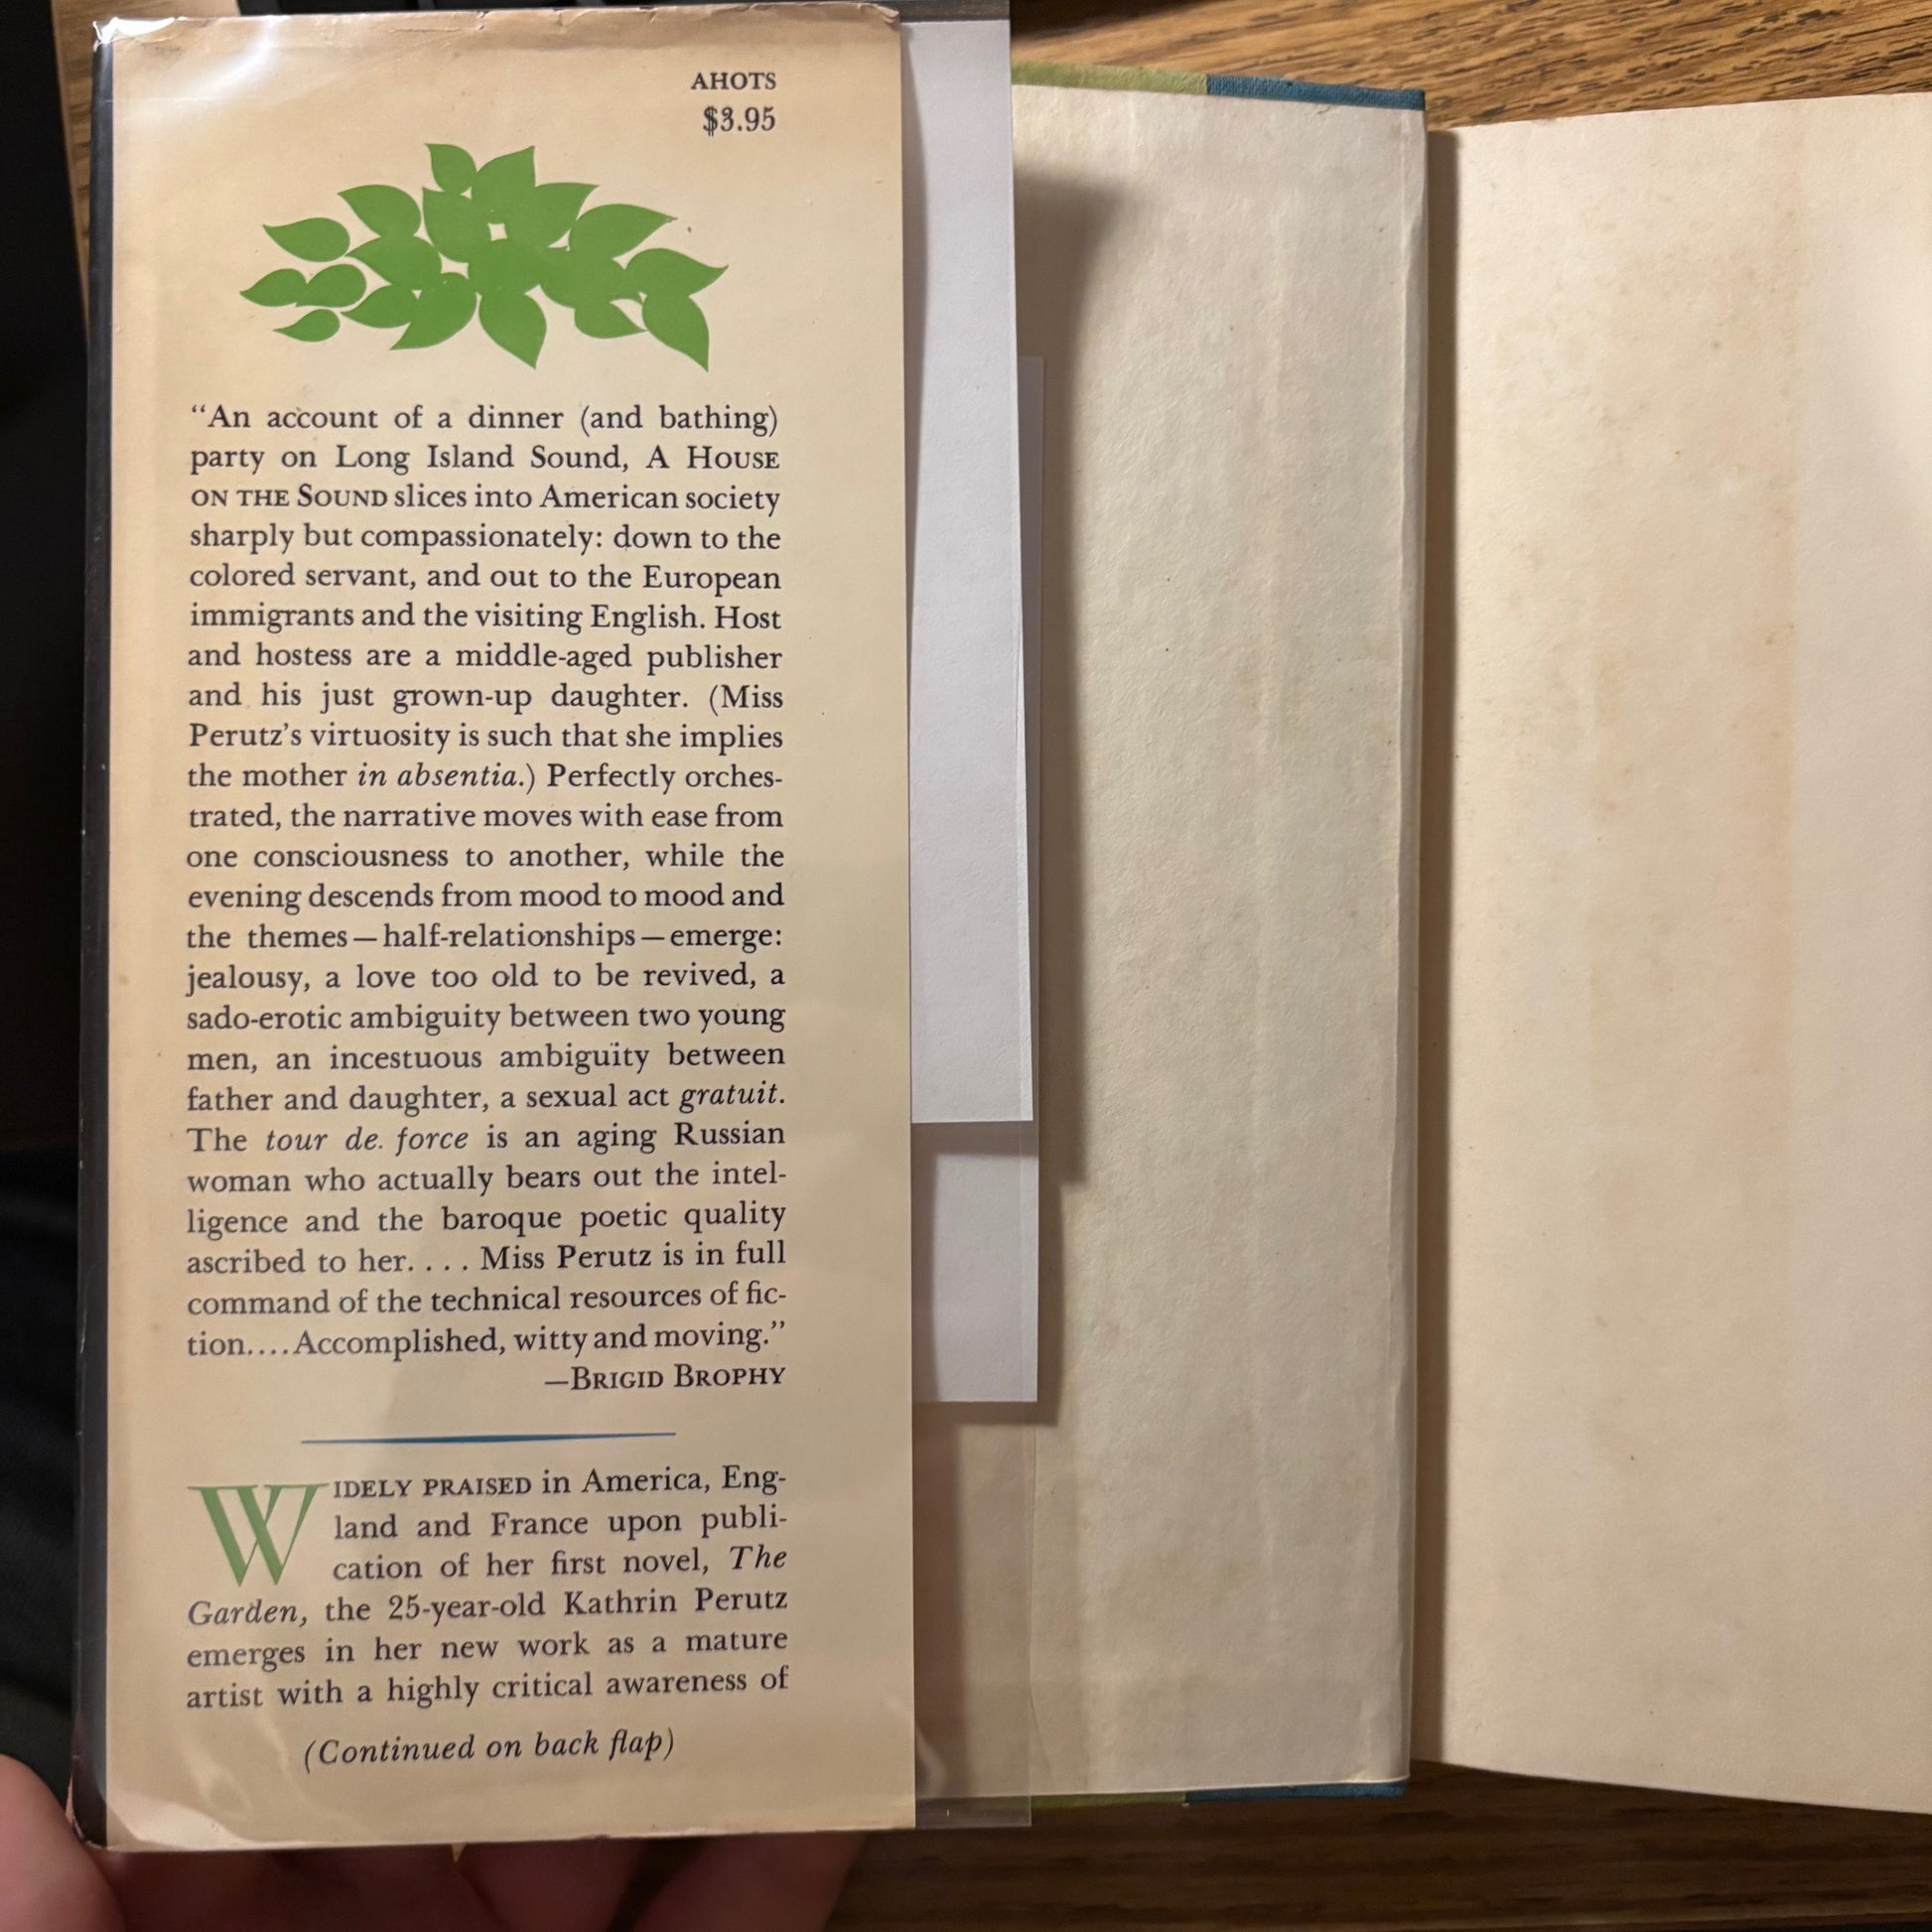 AHOTS
$3.95
“An account of a dinner (and bathing)
party on Long Island Sound, A HOUSE
ON THE SOUND slices into American society
sharply but compassionately: down to the
colored servant, and out to the European
immigrants and the visiting English. Host
and hostess are a middle-aged publisher
and his just grown-up daughter. (Miss
Perutz’s virtuosity is such that she implies
the mother in absentia.) Perfectly orches-
trated, the narrative moves with ease from
one consciousness to another, while the
evening descends from mood to mood and
the themes—half-relationships—emerge:
jealousy, a love too old to be revived, a
sado-erotic ambiguity between two young
men, an incestuous ambiguity between
father and daughter, a sexual act gratuit.
The tour de force is an aging Russian
woman who actually bears out the intel-
ligence and the baroque poetic quality
ascribed to her. . . . Miss Perutz is in full
command of the technical resources of fic-
tion....Accomplished, witty and moving.”
—BRIGID BROPHY
WIDELY PRAISED in America, Eng-
land and France upon publi-
cation of her first novel, The
Garden, the 25-year-old Kathrin Perutz
emerges in her new work as a mature
artist with a highly critical awareness of
(Continued on back flap)